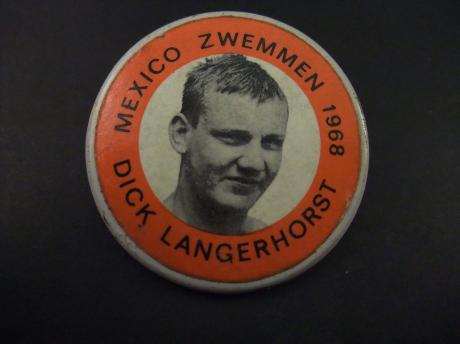 MEXICO ZWEMMEN 1968
DICK LANGERHORST